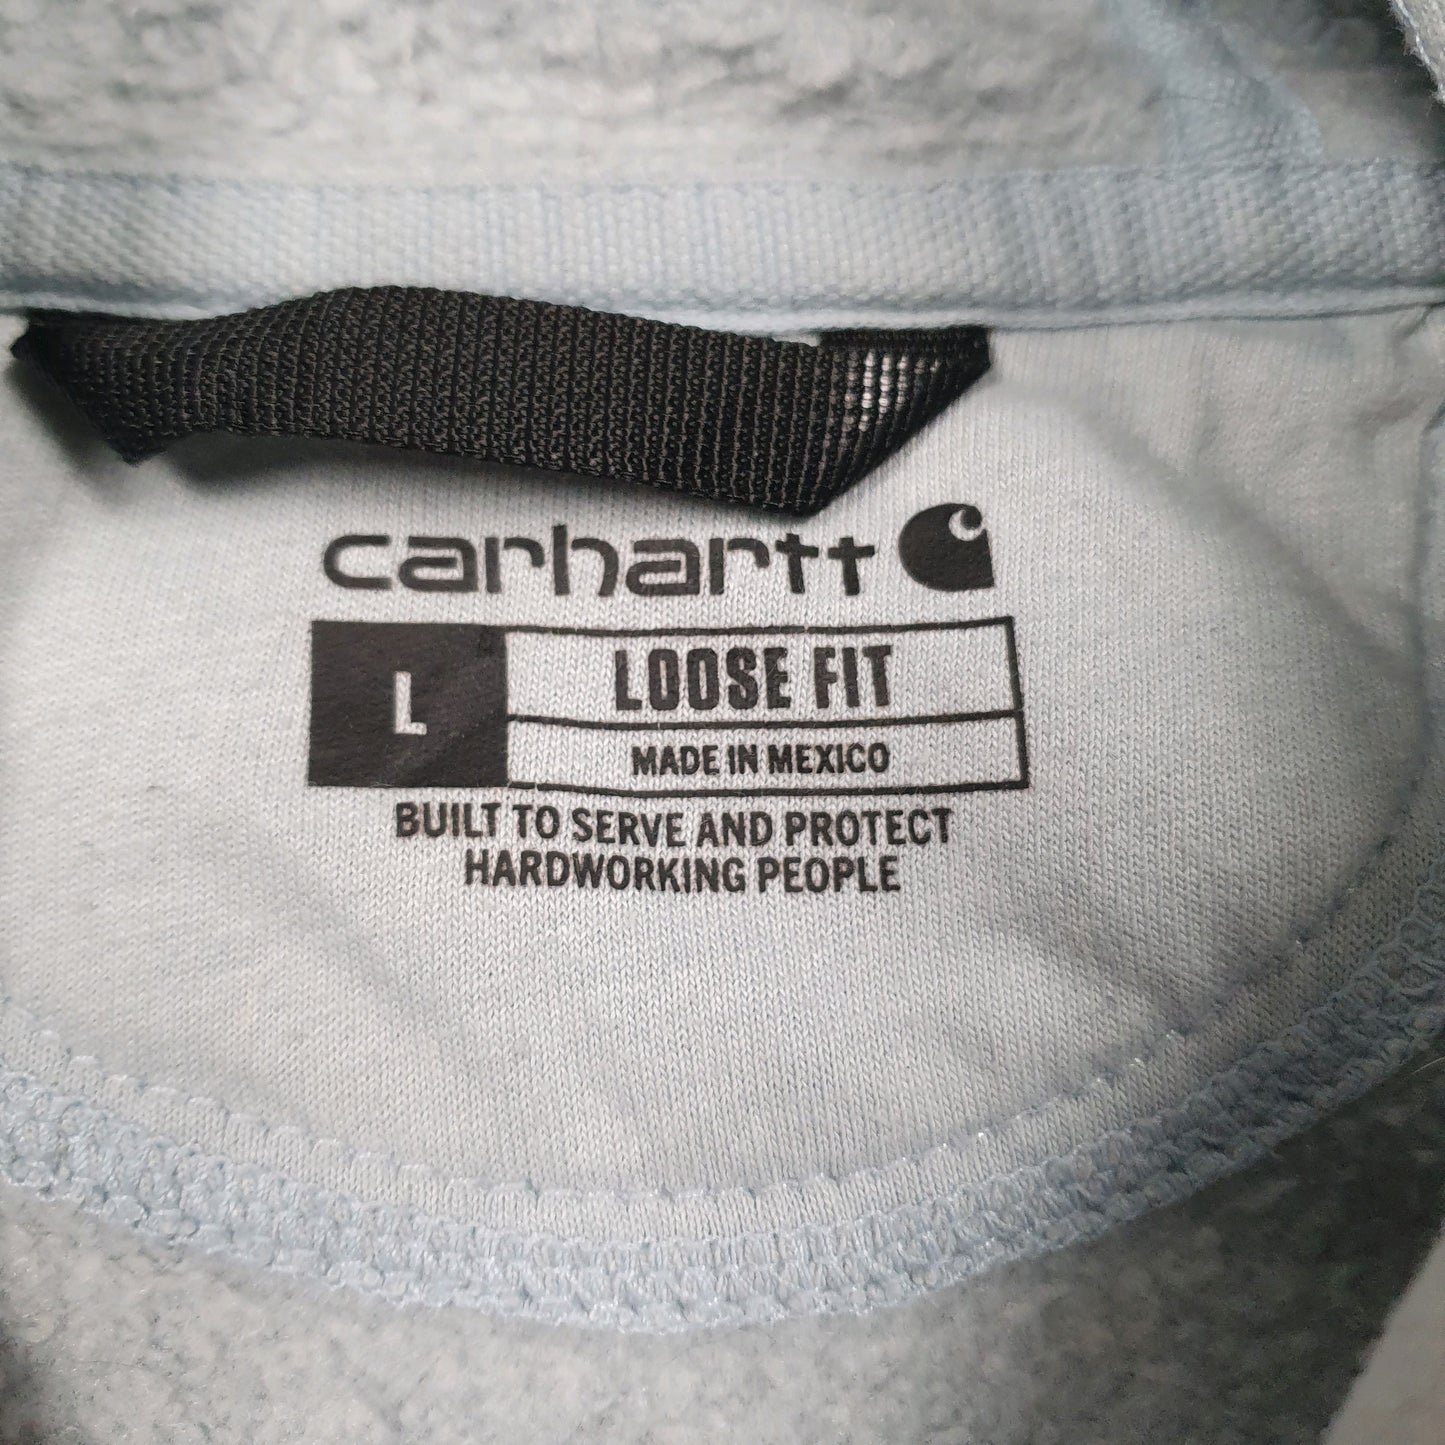 carhartt
L LOOSE FIT
MADE IN MEXICO
BUILT TO SERVE AND PROTECT
HARDWORKING PEOPLE